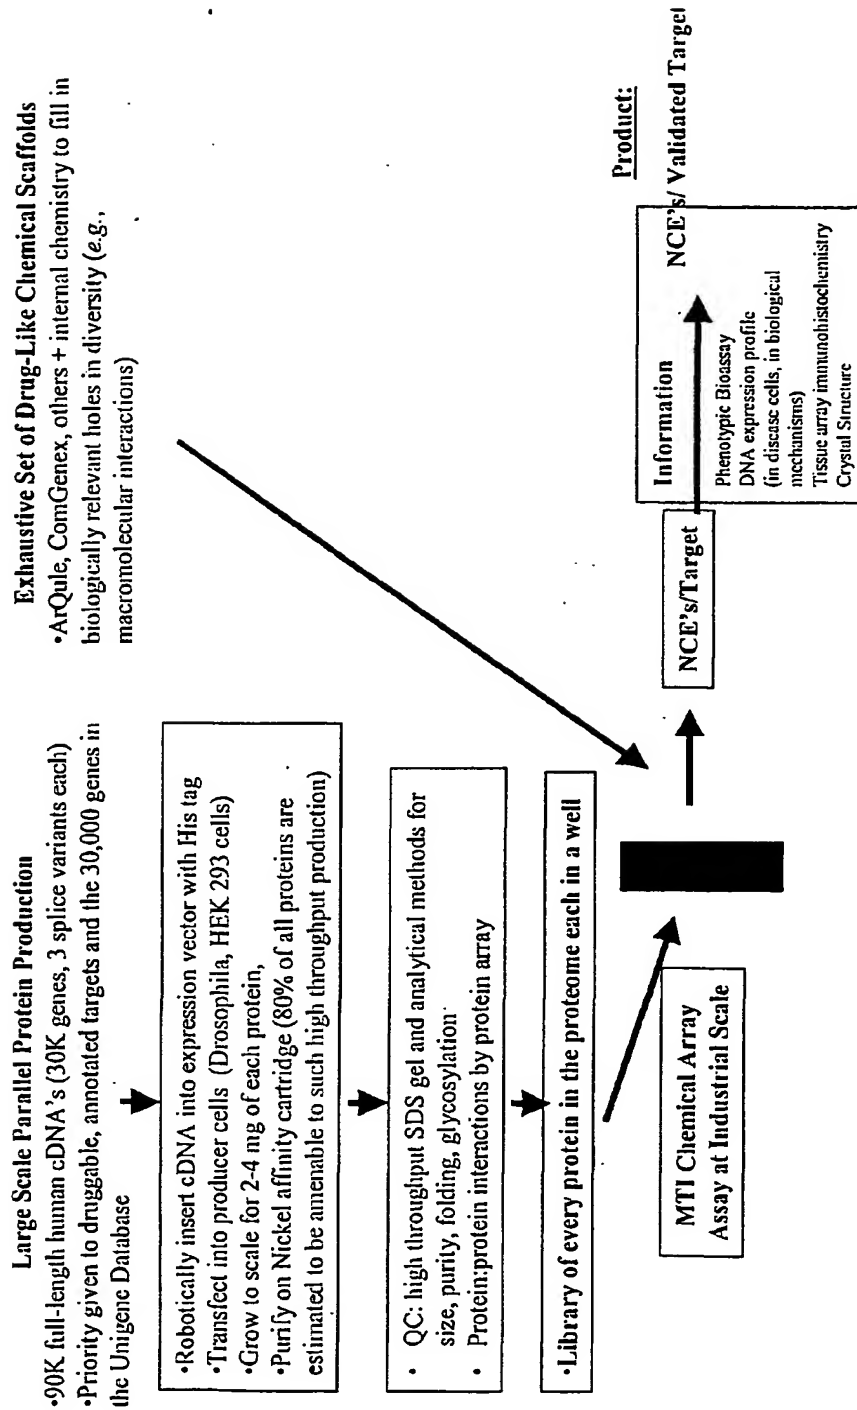 Large Scale Parallel Protein Production
•90K full-length human cDNA's (30K genes, 3 splice variants each)
•Priority given to druggable, annotated targets and the 30,000 genes in
the Unigene Database
•Robotically insert cDNA into expression vector with His tag
•Transfect into producer cells (Drosophila, HEK 293 cells)
•Grow to scale for 2-4 mg of each protein,
•Purify on Nickel affinity cartridge (80% of all proteins are
estimated to be amenable to such high throughput production)
• QC: high throughput SDS gel and analytical methods for
size, purity, folding, glycosylation
• Protein:protein interactions by protein array
•Library of every protein in the proteome each in a well
MTI Chemical Array
Assay at Industrial Scale
Exhaustive Set of Drug-Like Chemical Scaffolds
•ArQule, ComGenex, others + internal chemistry to fill in
biologically relevant holes in diversity (e.g.,
macromolecular interactions)
NCE's/Target
Information
Phenotypic Bioassay
DNA expression profile
(in disease cells, in biological
mechanisms)
Tissue array immunohistochemistry
Crystal Structure
Product:
NCE's/ Validated Target